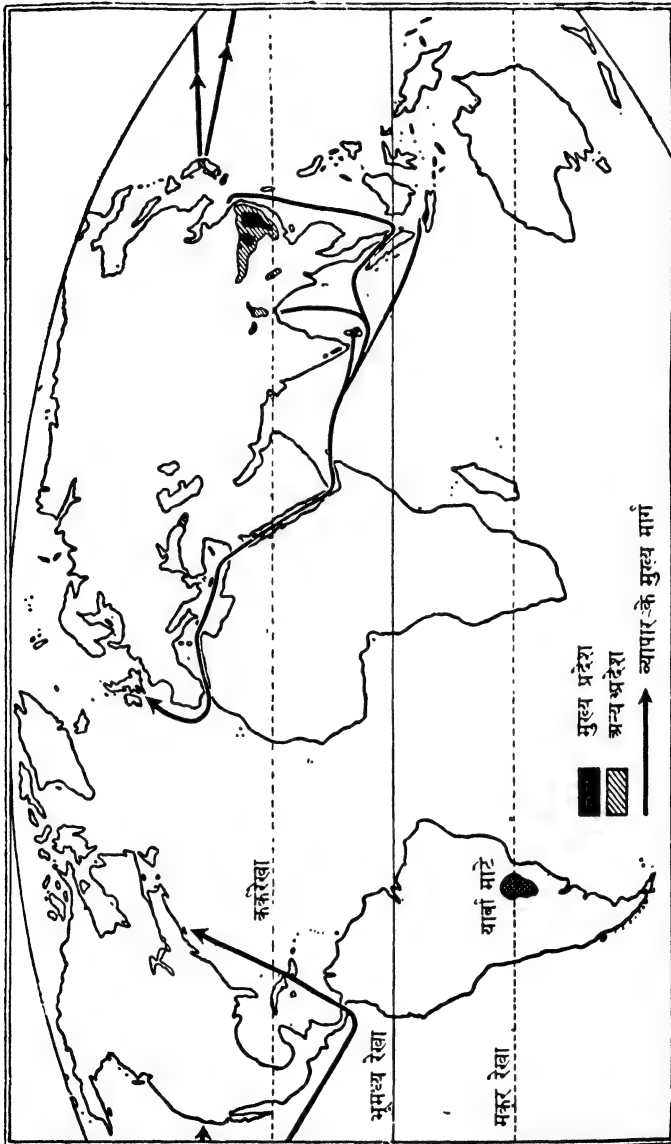 कर्करेखा
भूमध्य रेखा
मकर रेखा
यार्बा माटे
मुख्य प्रदेश
अन्य प्रदेश
व्यापार के मुख्य मार्ग